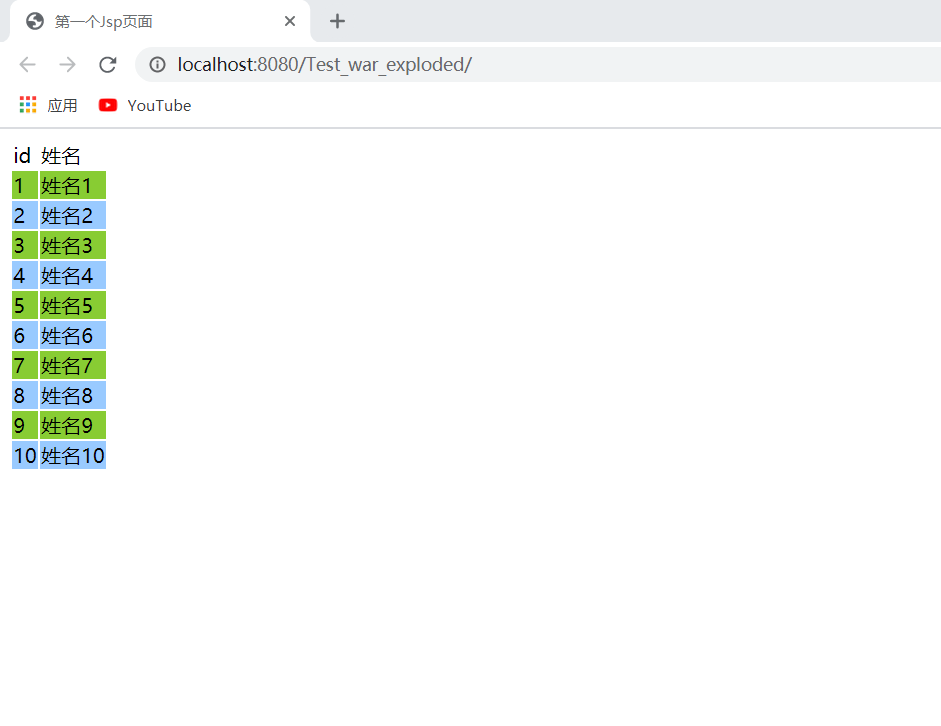 第一个Jsp页面
localhost:8080/Test_war_exploded/
应用 YouTube
id 姓名
1 姓名1
2 姓名2
3 姓名3
4 姓名4
5 姓名5
6 姓名6
7 姓名7
8 姓名8
9 姓名9
10 姓名10